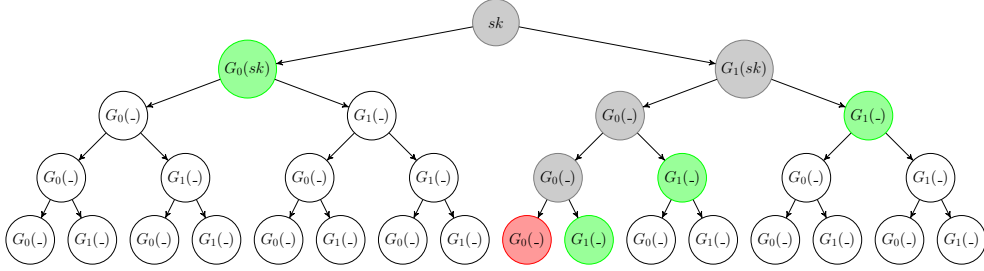 sk
G₀(sk) G₁(sk)
G₀(_) G₁(_) G₀(_) G₁(_)
G₀(_) G₁(_) G₀(_) G₁(_) G₀(_) G₁(_) G₀(_) G₁(_)
G₀(_) G₁(_) G₀(_) G₁(_) G₀(_) G₁(_) G₀(_) G₁(_) G₀(_) G₁(_) G₀(_) G₁(_) G₀(_) G₁(_) G₀(_) G₁(_)